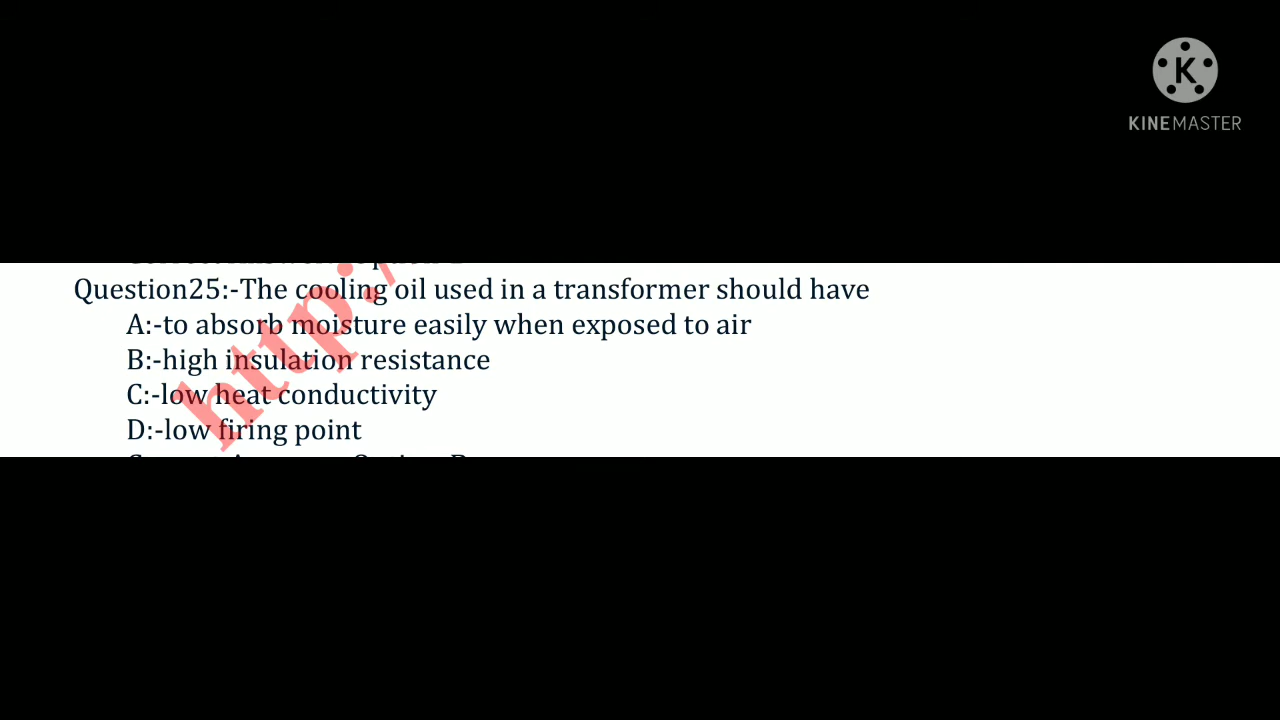 K
KINEMASTER
Question25:-The cooling oil used in a transformer should have
A:-to absorb moisture easily when exposed to air
B:-high insulation resistance
C:-low heat conductivity
D:-low firing point
http:/